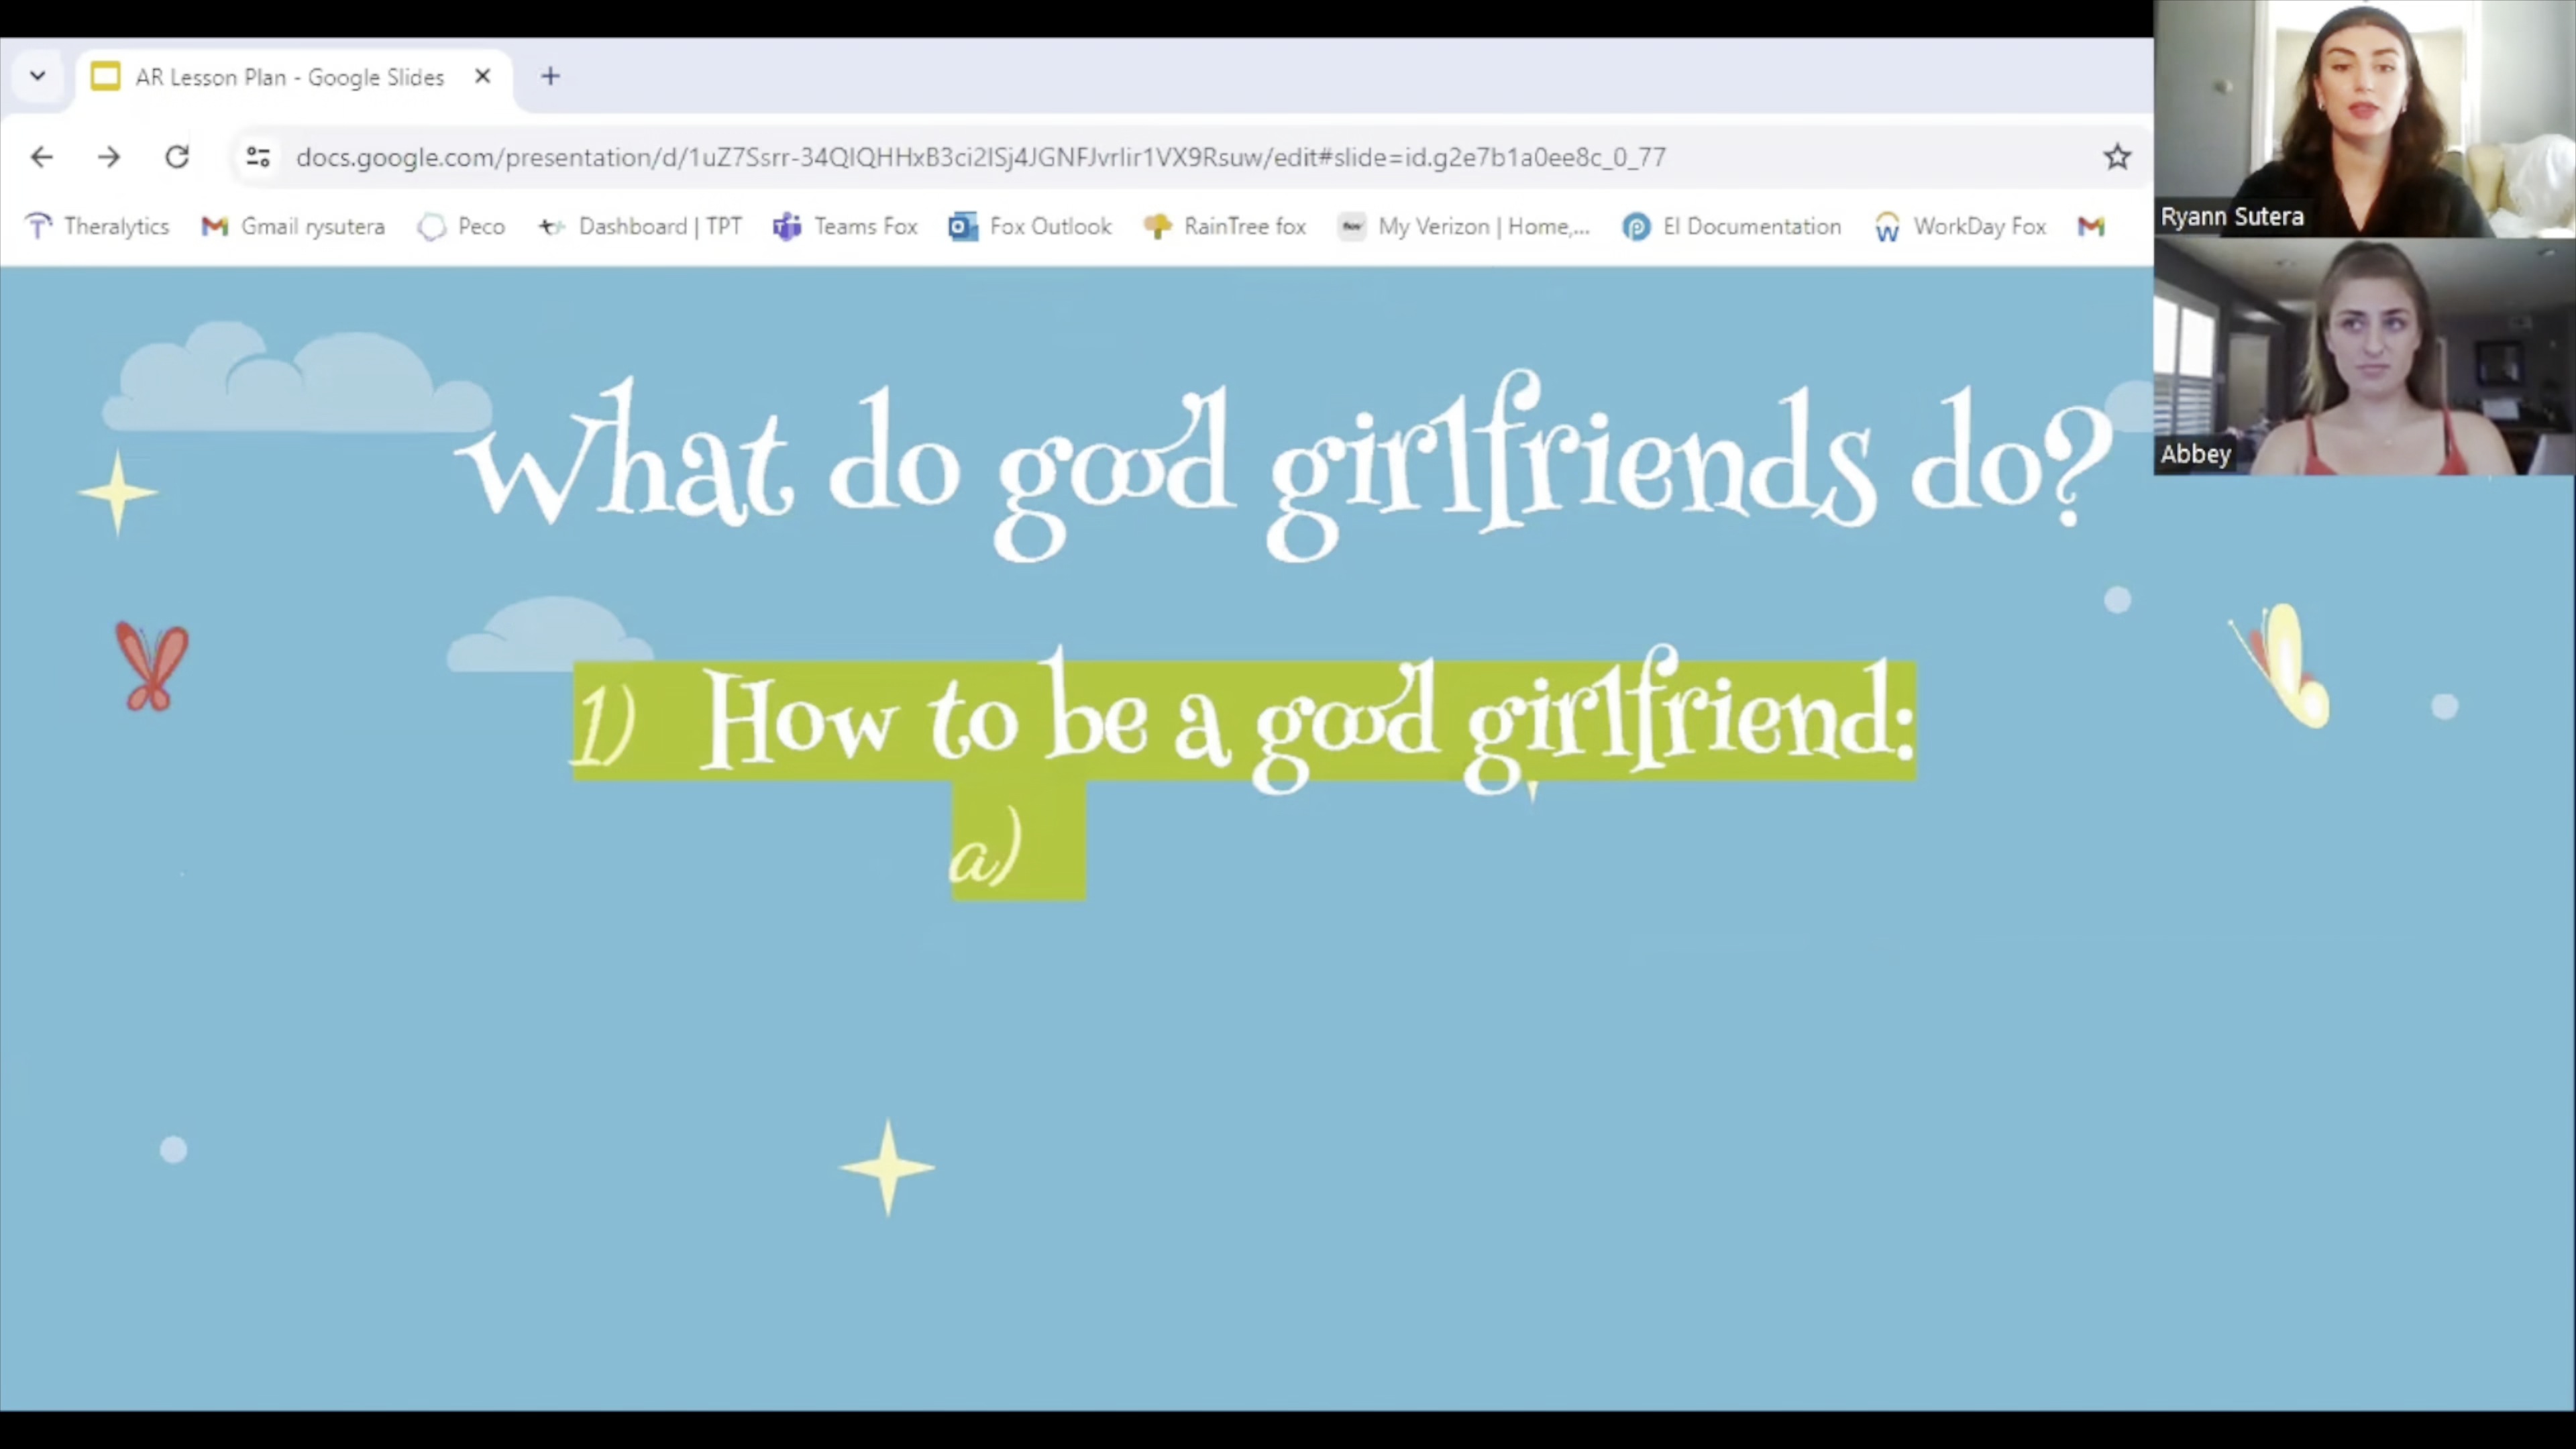 AR Lesson Plan - Google Slides
docs.google.com/presentation/d/1uZ7Ssrr-34QIQHHxB3ci2ISj4JGNFJvrlir1VX9Rsuw/edit#slide=id.g2e7b1a0ee8c_0_77
Theralytics Gmail rysutera Peco Dashboard | TPT Teams Fox Fox Outlook RainTree fox My Verizon | Home,... EI Documentation WorkDay Fox
Ryann Sutera
Abbey
What do good girlfriends do?
1) How to be a good girlfriend:
a)